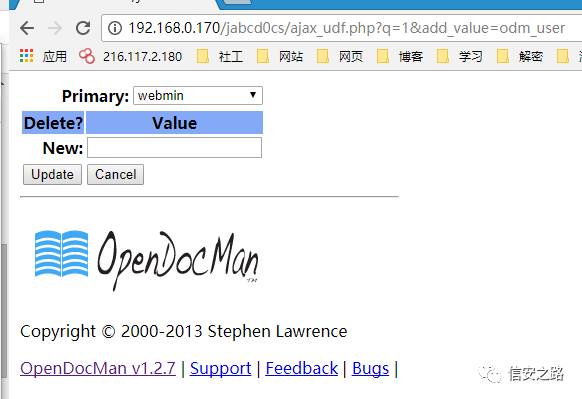 192.168.0.170/jabcd0cs/ajax_udf.php?q=1&add_value=odm_user
应用 216.117.2.180 社工 网站 网页 博客 学习 解密
Primary: webmin
Delete? Value
New:
Update Cancel
OpenDocMan TM
Copyright © 2000-2013 Stephen Lawrence
OpenDocMan v1.2.7 | Support | Feedback | Bugs |
信安之路